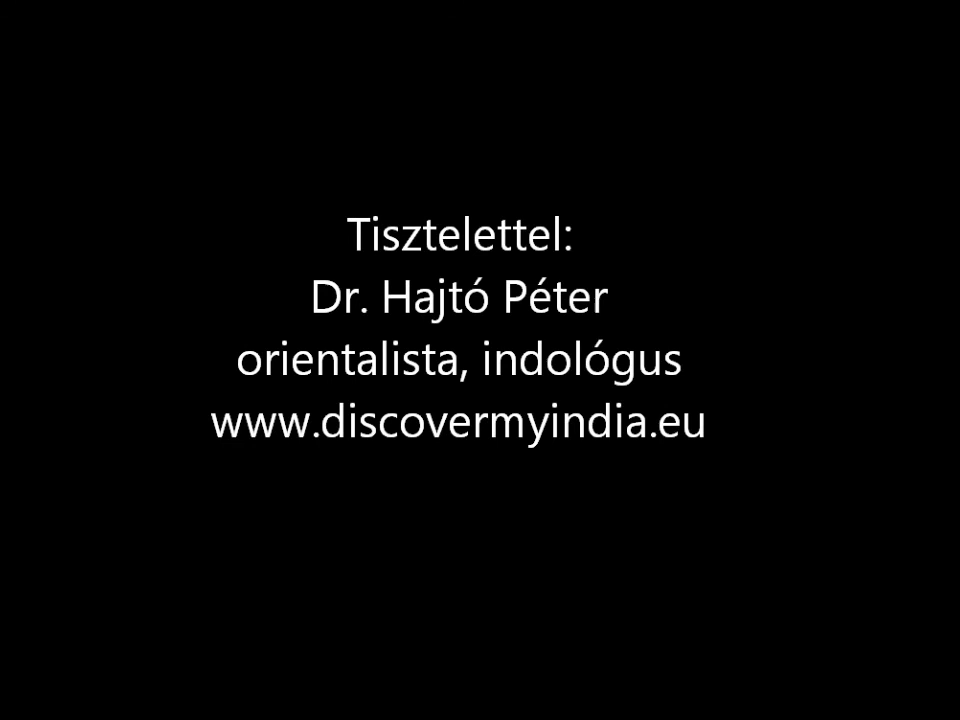 Tisztelettel:
Dr. Hajtó Péter
orientalista, indológus
www.discovermyindia.eu